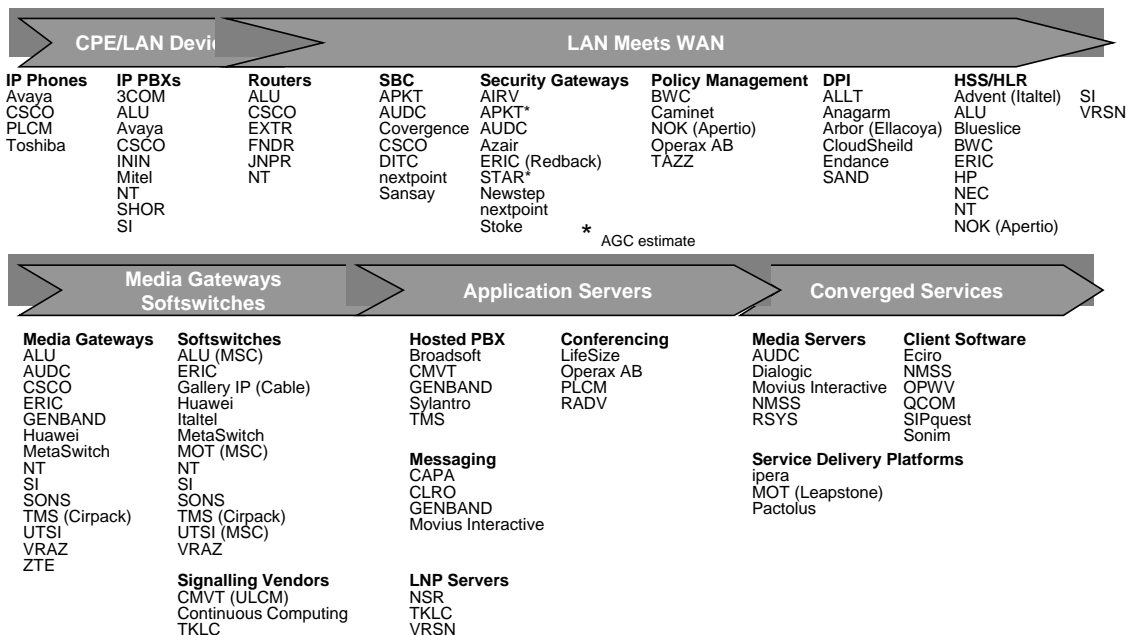 CPE/LAN Devic
LAN Meets WAN
IP Phones
Avaya
CSCO
PLCM
Toshiba
IP PBXs
3COM
ALU
Avaya
CSCO
ININ
Mitel
NT
SHOR
SI
Routers
ALU
CSCO
EXTR
FNDR
JNPR
NT
SBC
APKT
AUDC
Covergence
CSCO
DITC
nextpoint
Sansay
Security Gateways
AIRV
APKT*
AUDC
Azair
ERIC (Redback)
STAR*
Newstep
nextpoint
Stoke
* AGC estimate
Policy Management
BWC
Caminet
NOK (Apertio)
Operax AB
TAZZ
DPI
ALLT
Anagarm
Arbor (Ellacoya)
CloudSheild
Endance
SAND
HSS/HLR
Advent (Italtel)
ALU
Blueslice
BWC
ERIC
HP
NEC
NT
NOK (Apertio)
SI
VRSN
Media Gateways
Softswitches
Application Servers
Converged Services
Media Gateways
ALU
AUDC
CSCO
ERIC
GENBAND
Huawei
MetaSwitch
NT
SI
SONS
TMS (Cirpack)
UTSI
VRAZ
ZTE
Softswitches
ALU (MSC)
ERIC
Gallery IP (Cable)
Huawei
Italtel
MetaSwitch
MOT (MSC)
NT
SI
SONS
TMS (Cirpack)
UTSI (MSC)
VRAZ
Signalling Vendors
CMVT (ULCM)
Continuous Computing
TKLC
Hosted PBX
Broadsoft
CMVT
GENBAND
Sylantro
TMS
Messaging
CAPA
CLRO
GENBAND
Movius Interactive
LNP Servers
NSR
TKLC
VRSN
Conferencing
LifeSize
Operax AB
PLCM
RADV
Media Servers
AUDC
Dialogic
Movius Interactive
NMSS
RSYS
Client Software
Eciro
NMSS
OPWV
QCOM
SIPquest
Sonim
Service Delivery Platforms
ipera
MOT (Leapstone)
Pactolus